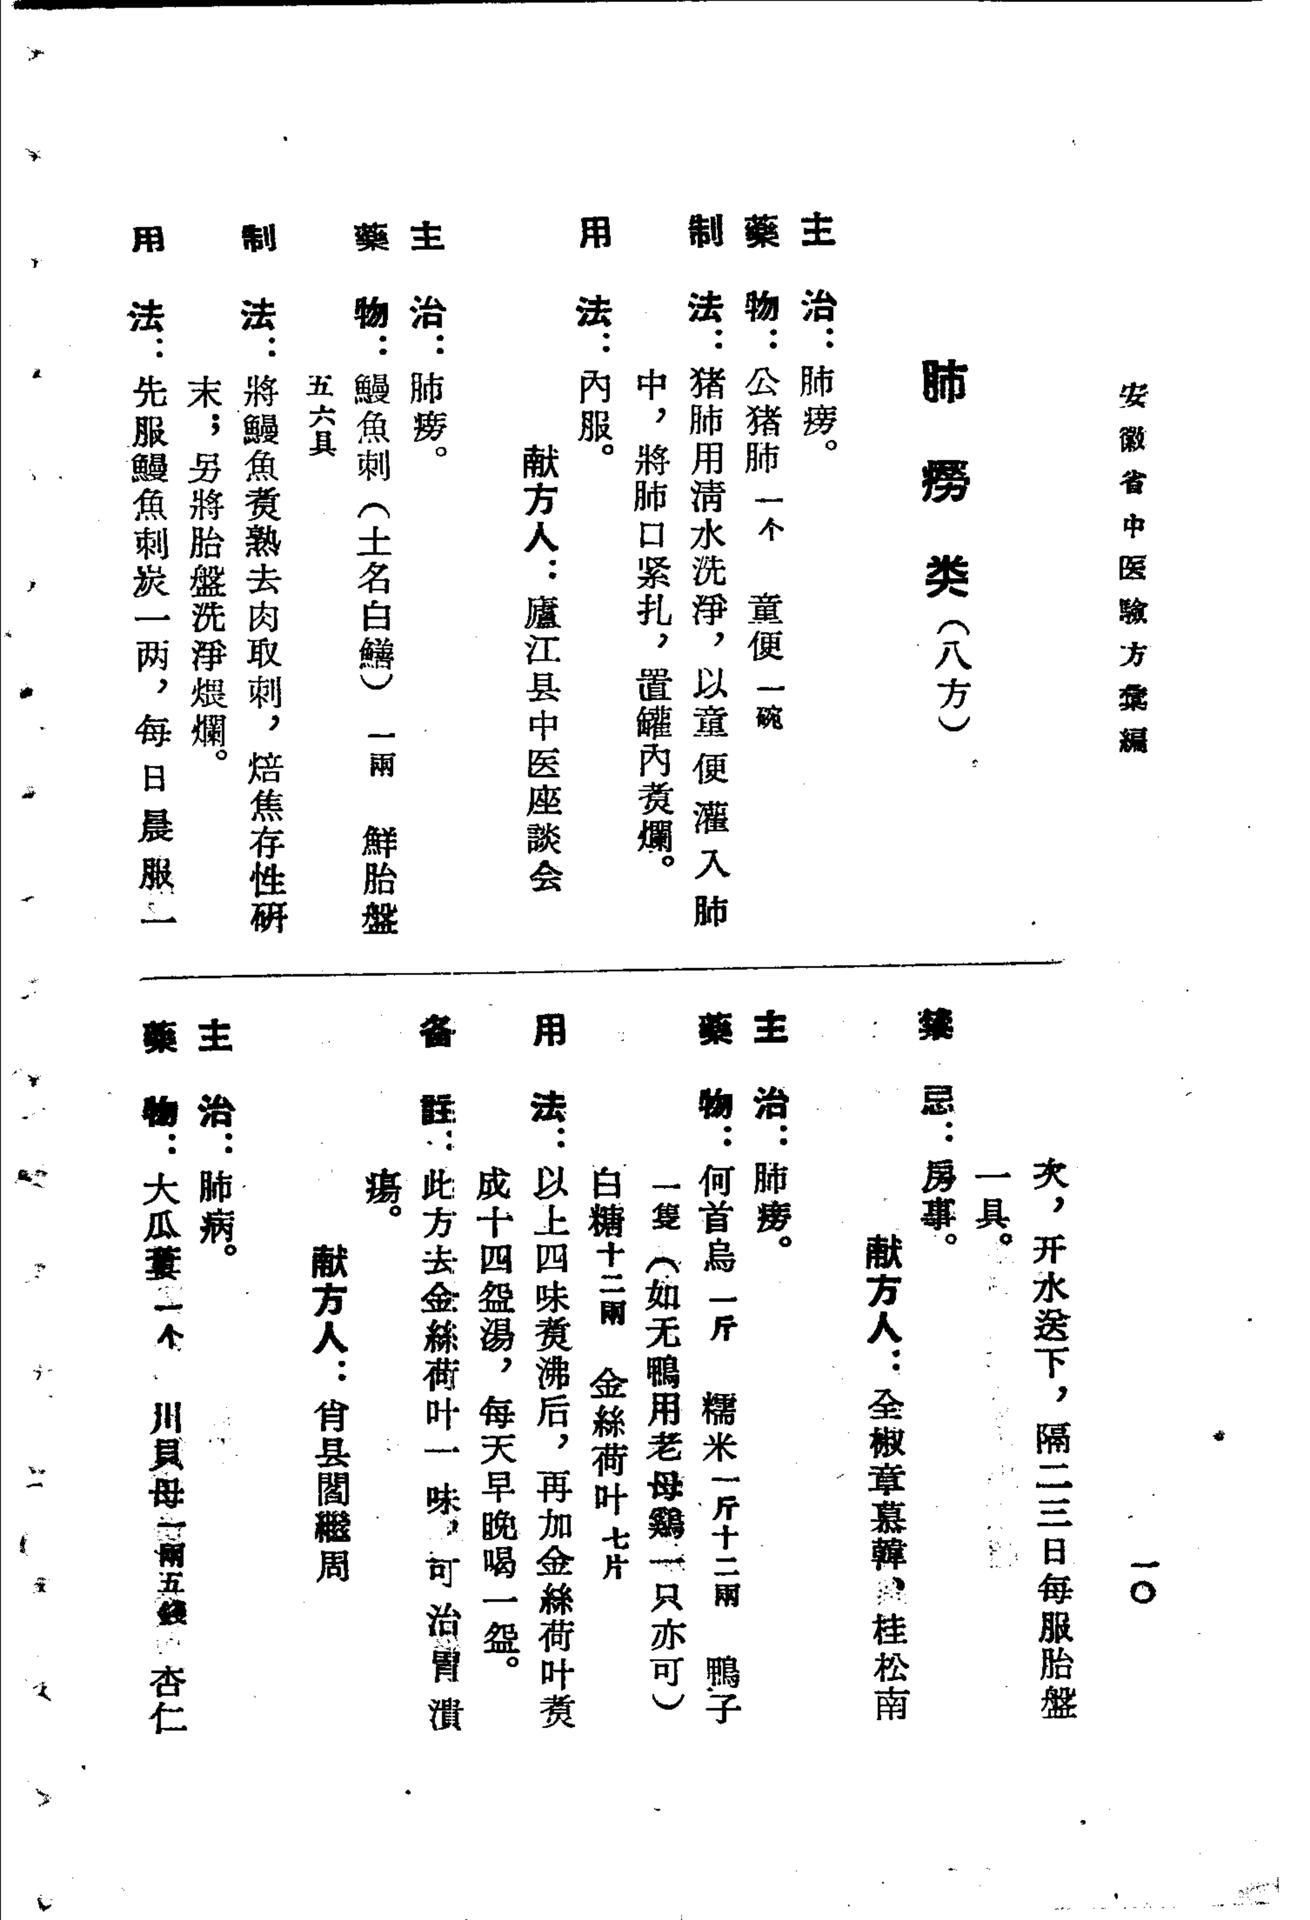 安徽省中医驗方彙編
一〇
肺癆类（八方）
主治：肺癆。
藥物：公猪肺一个　童便一碗
制法：猪肺用清水洗淨，以童便灌入肺
中，將肺口紧扎，置罐內煑爛。
用法：內服。
献方人：廬江县中医座談会
主治：肺癆。
藥物：鰻魚刺（土名白鱔）一兩　鮮胎盤
五六具
制法：將鰻魚煑熟去肉取刺，焙焦存性研
末；另將胎盤洗淨煨爛。
用法：先服鰻魚刺炭一两，每日晨服一
次，开水送下，隔二三日每服胎盤
一具。
禁忌：房事。
献方人：全椒章慕韓、桂松南
主治：肺癆。
藥物：何首烏一斤　糯米一斤十二兩　鴨子
一隻（如无鴨用老母鷄一只亦可）
白糖十二兩　金絲荷叶七片
用法：以上四味煑沸后，再加金絲荷叶煑
成十四盌湯，每天早晚喝一盌。
备註：此方去金絲荷叶一味，可治胃潰
瘍。
献方人：肖县閻繼周
主治：肺病。
藥物：大瓜蔞一个　川貝母一兩五錢　杏仁